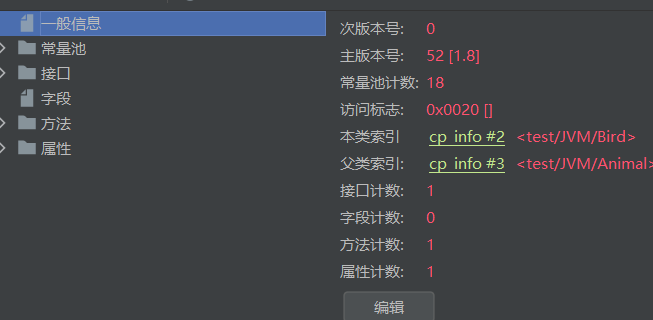 一般信息
常量池
接口
字段
方法
属性
次版本号: 0
主版本号: 52 [1.8]
常量池计数: 18
访问标志: 0x0020 []
本类索引 cp_info #2 <test/JVM/Bird>
父类索引: cp_info #3 <test/JVM/Animal>
接口计数: 1
字段计数: 0
方法计数: 1
属性计数: 1
编辑